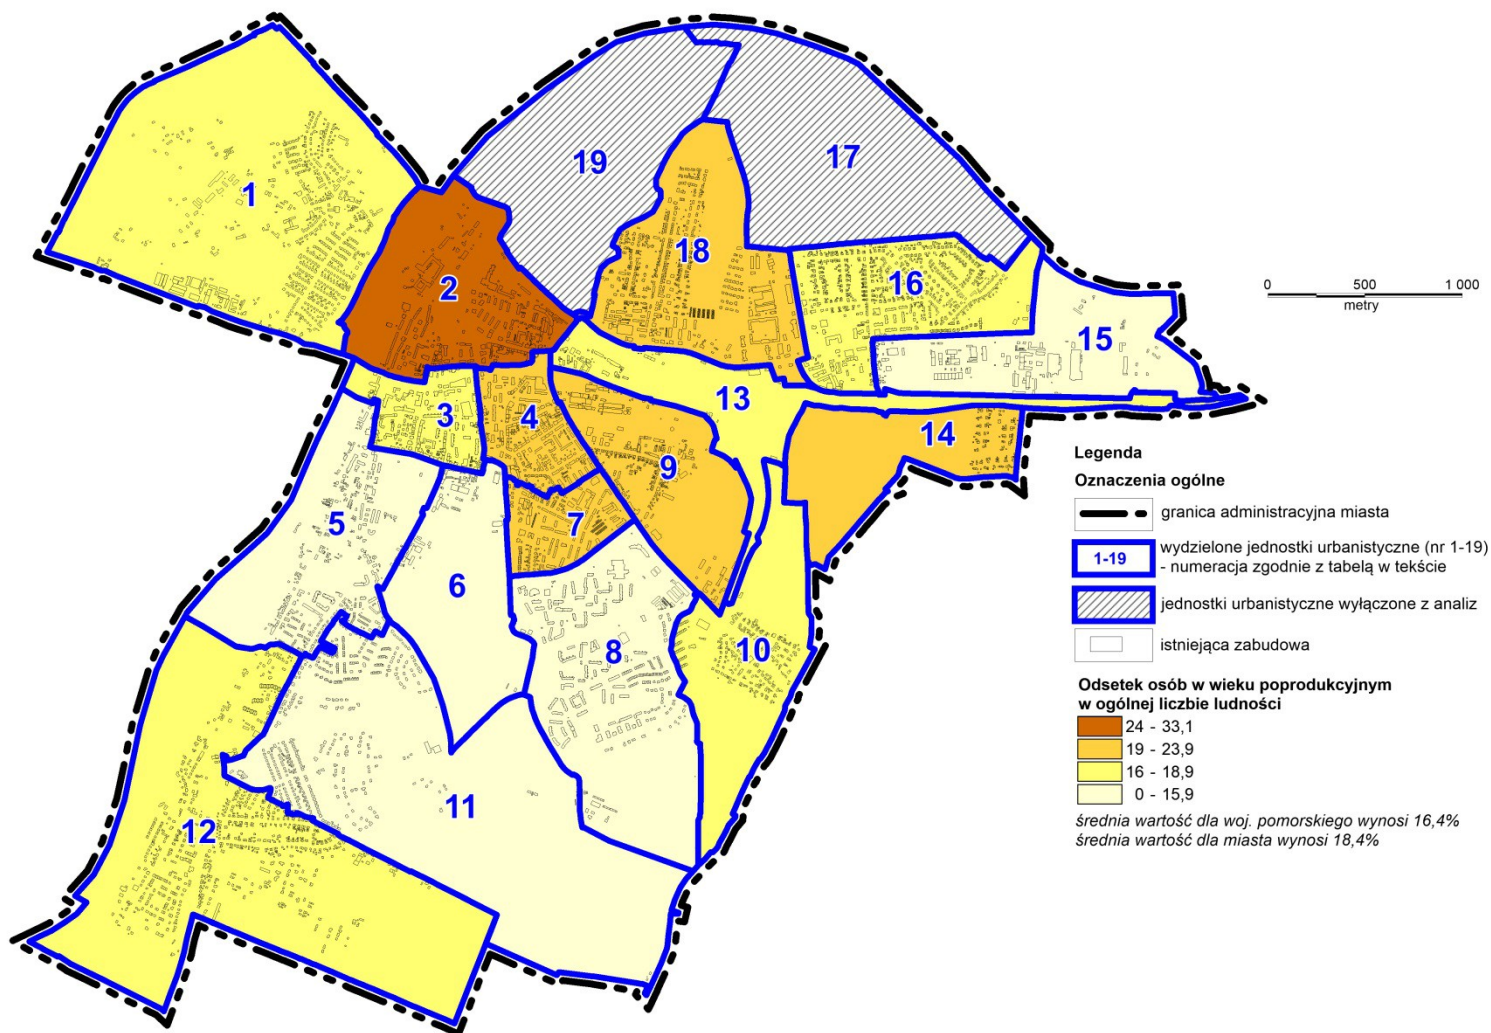 19
17
1
18
2
16
15
0 500 1 000
metry
13
3
4
14
9
5
7
6
8
10
11
12
Legenda
Oznaczenia ogólne
granica administracyjna miasta
1-19 wydzielone jednostki urbanistyczne (nr 1-19)
- numeracja zgodnie z tabelą w tekście
jednostki urbanistyczne wyłączone z analiz
istniejąca zabudowa
Odsetek osób w wieku poprodukcyjnym
w ogólnej liczbie ludności
24 - 33,1
19 - 23,9
16 - 18,9
0 - 15,9
średnia wartość dla woj. pomorskiego wynosi 16,4%
średnia wartość dla miasta wynosi 18,4%